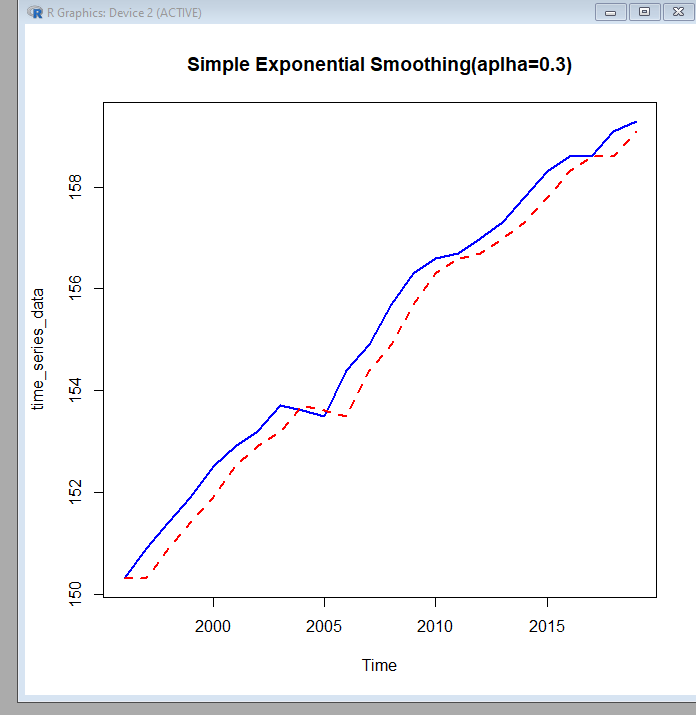 R Graphics: Device 2 (ACTIVE)
Simple Exponential Smoothing(aplha=0.3)
158
156
154
152
150
time_series_data
2000 2005 2010 2015
Time